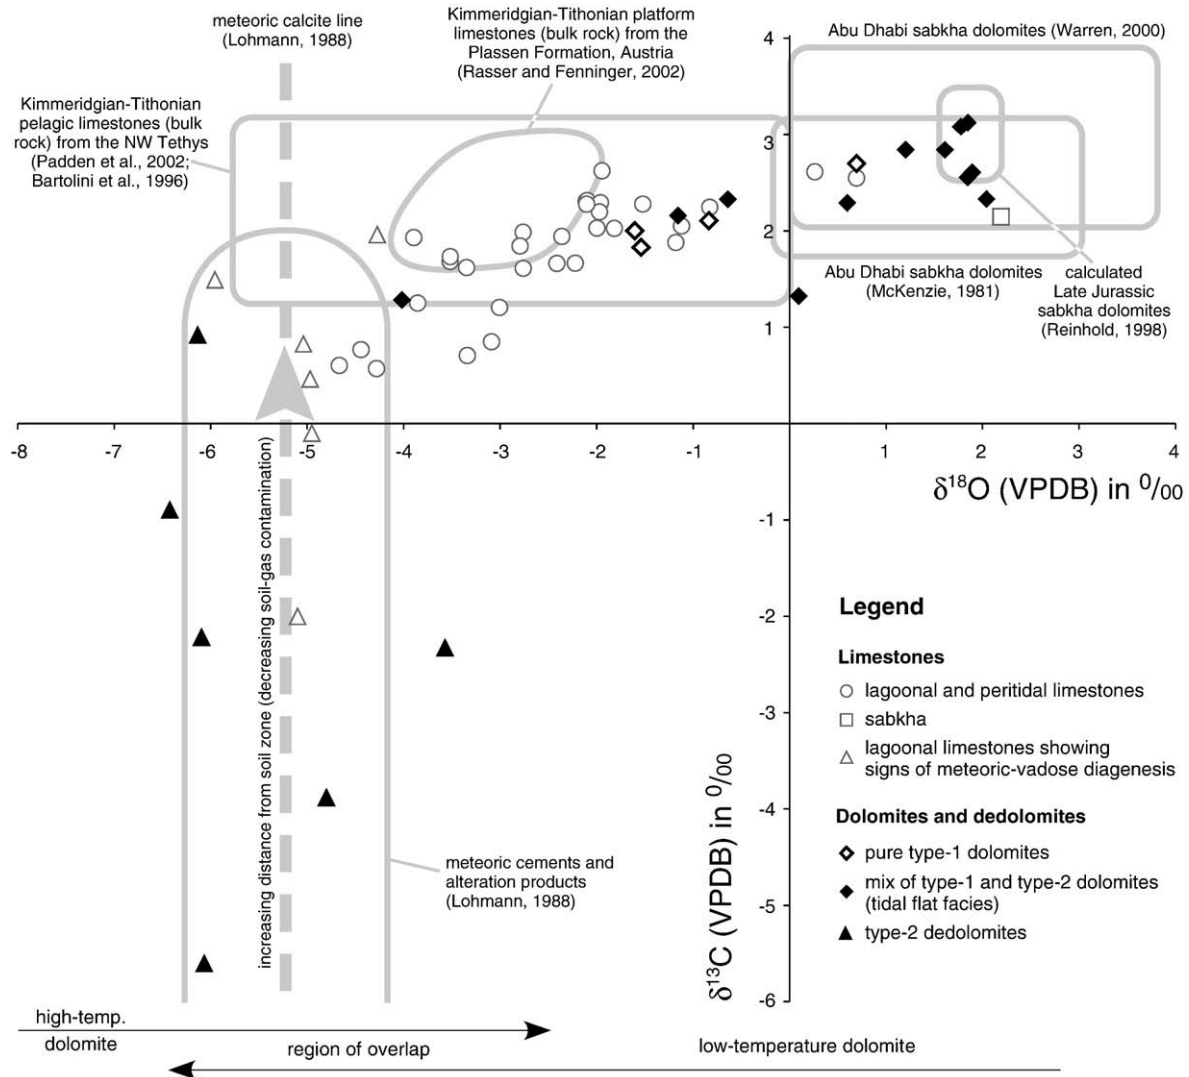 meteoric calcite line
(Lohmann, 1988)
Kimmeridgian-Tithonian platform
limestones (bulk rock) from the
Plassen Formation, Austria
(Rasser and Fenninger, 2002)
Abu Dhabi sabkha dolomites (Warren, 2000)
Kimmeridgian-Tithonian
pelagic limestones (bulk
rock) from the NW Tethys
(Padden et al., 2002;
Bartolini et al., 1996)
4
3
2
1
Abu Dhabi sabkha dolomites
(McKenzie, 1981)
calculated
Late Jurassic
sabkha dolomites
(Reinhold, 1998)
-8 -7 -6 -5 -4 -3 -2 -1 1 2 3 4
δ18O (VPDB) in 0/00
-1
-2
-3
-4
-5
-6
δ13C (VPDB) in 0/00
increasing distance from soil zone (decreasing soil-gas contamination)
meteoric cements and
alteration products
(Lohmann, 1988)
Legend
Limestones
lagoonal and peritidal limestones
sabkha
lagoonal limestones showing
signs of meteoric-vadose diagenesis
Dolomites and dedolomites
pure type-1 dolomites
mix of type-1 and type-2 dolomites
(tidal flat facies)
type-2 dedolomites
high-temp.
dolomite
region of overlap
low-temperature dolomite